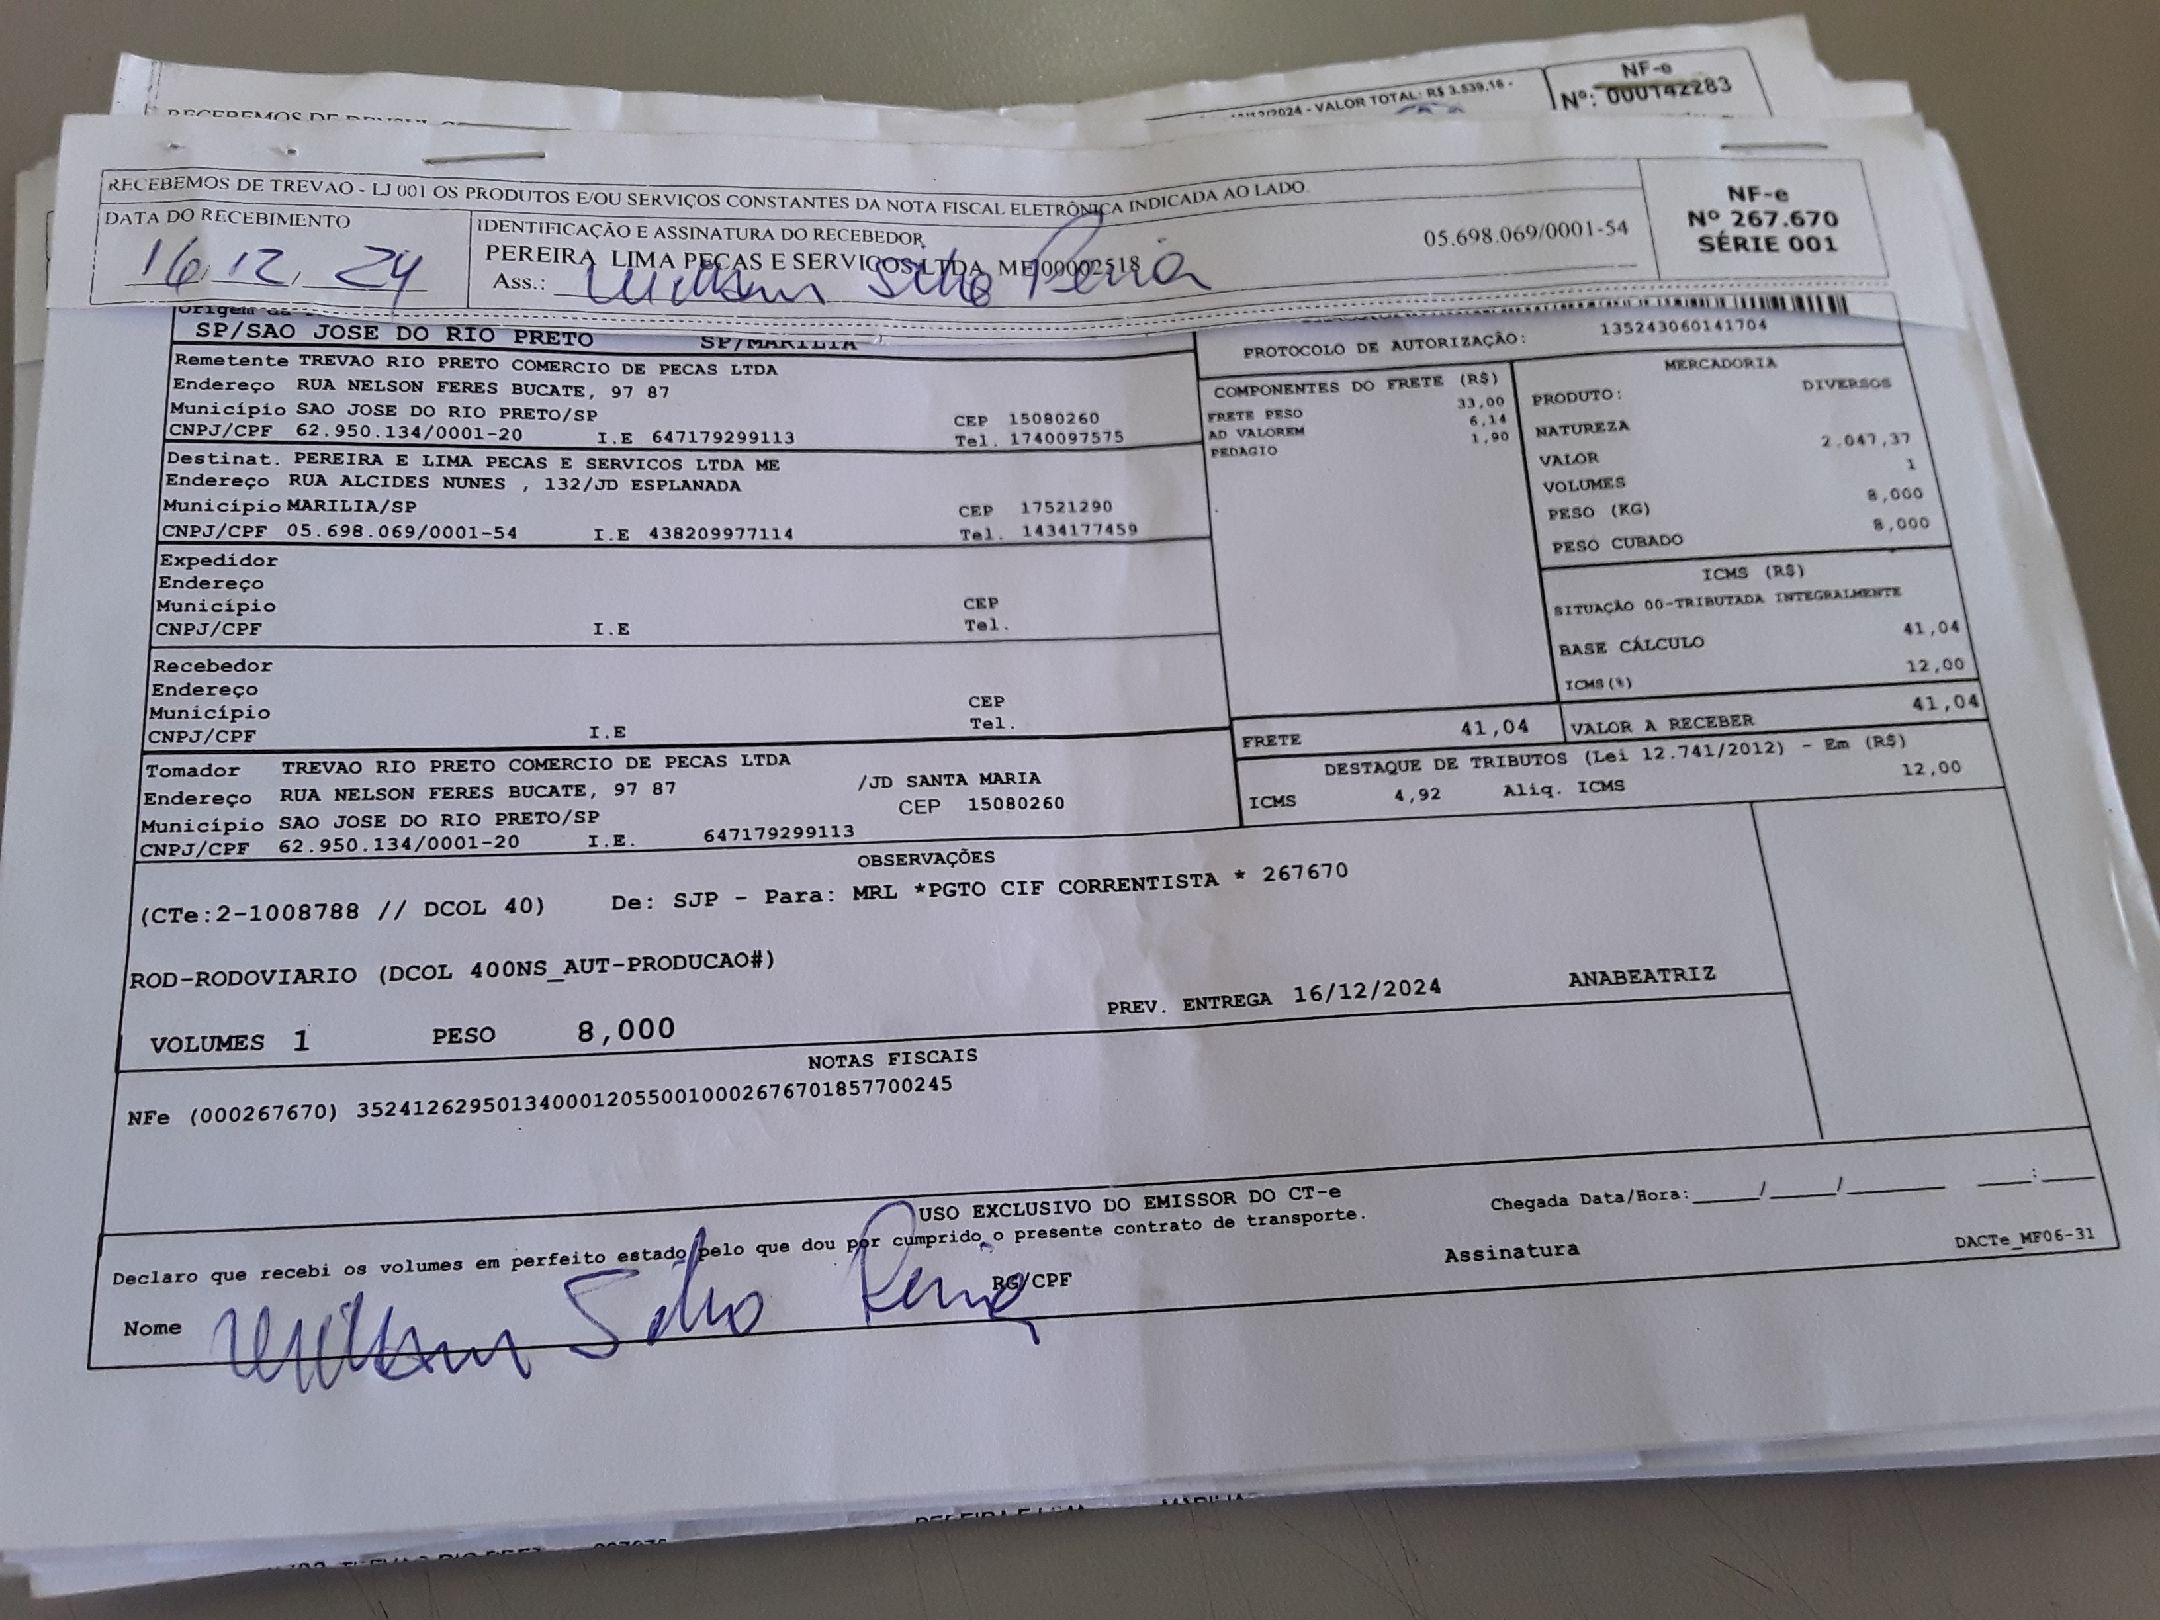 12/2024 - VALOR TOTAL: R$ 3.539,16 -
NF-e
Nº: 000142283
RECEBEMOS DE
RECEBEMOS DE TREVAO - LJ 001 OS PRODUTOS E/OU SERVIÇOS CONSTANTES DA NOTA FISCAL ELETRÔNICA INDICADA AO LADO
NF-e
Nº 267.670
SÉRIE 001
DATA DO RECEBIMENTO
16/12/24
IDENTIFICAÇÃO E ASSINATURA DO RECEBEDOR
PEREIRA LIMA PEÇAS E SERVICOS LTDA ME 00002518
05.698.069/0001-54
Ass.:
SP/SAO JOSE DO RIO PRETO SP/MARILIA
PROTOCOLO DE AUTORIZAÇÃO: 135243060141704
Remetente TREVAO RIO PRETO COMERCIO DE PECAS LTDA
Endereço RUA NELSON FERES BUCATE, 97 87
Município SAO JOSE DO RIO PRETO/SP CEP 15080260
CNPJ/CPF 62.950.134/0001-20 I.E 647179299113 Tel. 1740097575
Destinat. PEREIRA E LIMA PECAS E SERVICOS LTDA ME
Endereço RUA ALCIDES NUNES , 132/JD ESPLANADA
Município MARILIA/SP CEP 17521290
CNPJ/CPF 05.698.069/0001-54 I.E 438209977114 Tel. 1434177459
Expedidor
Endereço
Município CEP
CNPJ/CPF I.E Tel.
Recebedor
Endereço
Município CEP
CNPJ/CPF I.E Tel.
Tomador TREVAO RIO PRETO COMERCIO DE PECAS LTDA
Endereço RUA NELSON FERES BUCATE, 97 87 /JD SANTA MARIA
Município SAO JOSE DO RIO PRETO/SP CEP 15080260
CNPJ/CPF 62.950.134/0001-20 I.E. 647179299113
COMPONENTES DO FRETE (R$)
FRETE PESO 33,00
AD VALOREM 6,14
PEDAGIO 1,90
MERCADORIA
PRODUTO: DIVERSOS
NATUREZA
VALOR 2.047,37
VOLUMES 1
PESO (KG) 8,000
PESO CUBADO 8,000
ICMS (R$)
SITUAÇÃO 00-TRIBUTADA INTEGRALMENTE
BASE CÁLCULO 41,04
ICMS(%) 12,00
FRETE 41,04 VALOR A RECEBER 41,04
DESTAQUE DE TRIBUTOS (Lei 12.741/2012) - Em (R$)
ICMS 4,92 Aliq. ICMS 12,00
OBSERVAÇÕES
(CTe:2-1008788 // DCOL 40) De: SJP - Para: MRL *PGTO CIF CORRENTISTA * 267670
ROD-RODOVIARIO (DCOL 400NS_AUT-PRODUCAO#)
PREV. ENTREGA 16/12/2024 ANABEATRIZ
VOLUMES 1 PESO 8,000
NOTAS FISCAIS
NFe (000267670) 35241262950134000120550010002676701857700245
USO EXCLUSIVO DO EMISSOR DO CT-e
Declaro que recebi os volumes em perfeito estado pelo que dou por cumprido o presente contrato de transporte.
Chegada Data/Hora:_____/_____/_______ ___:___
Nome RG/CPF Assinatura
DACTe_MF06-31